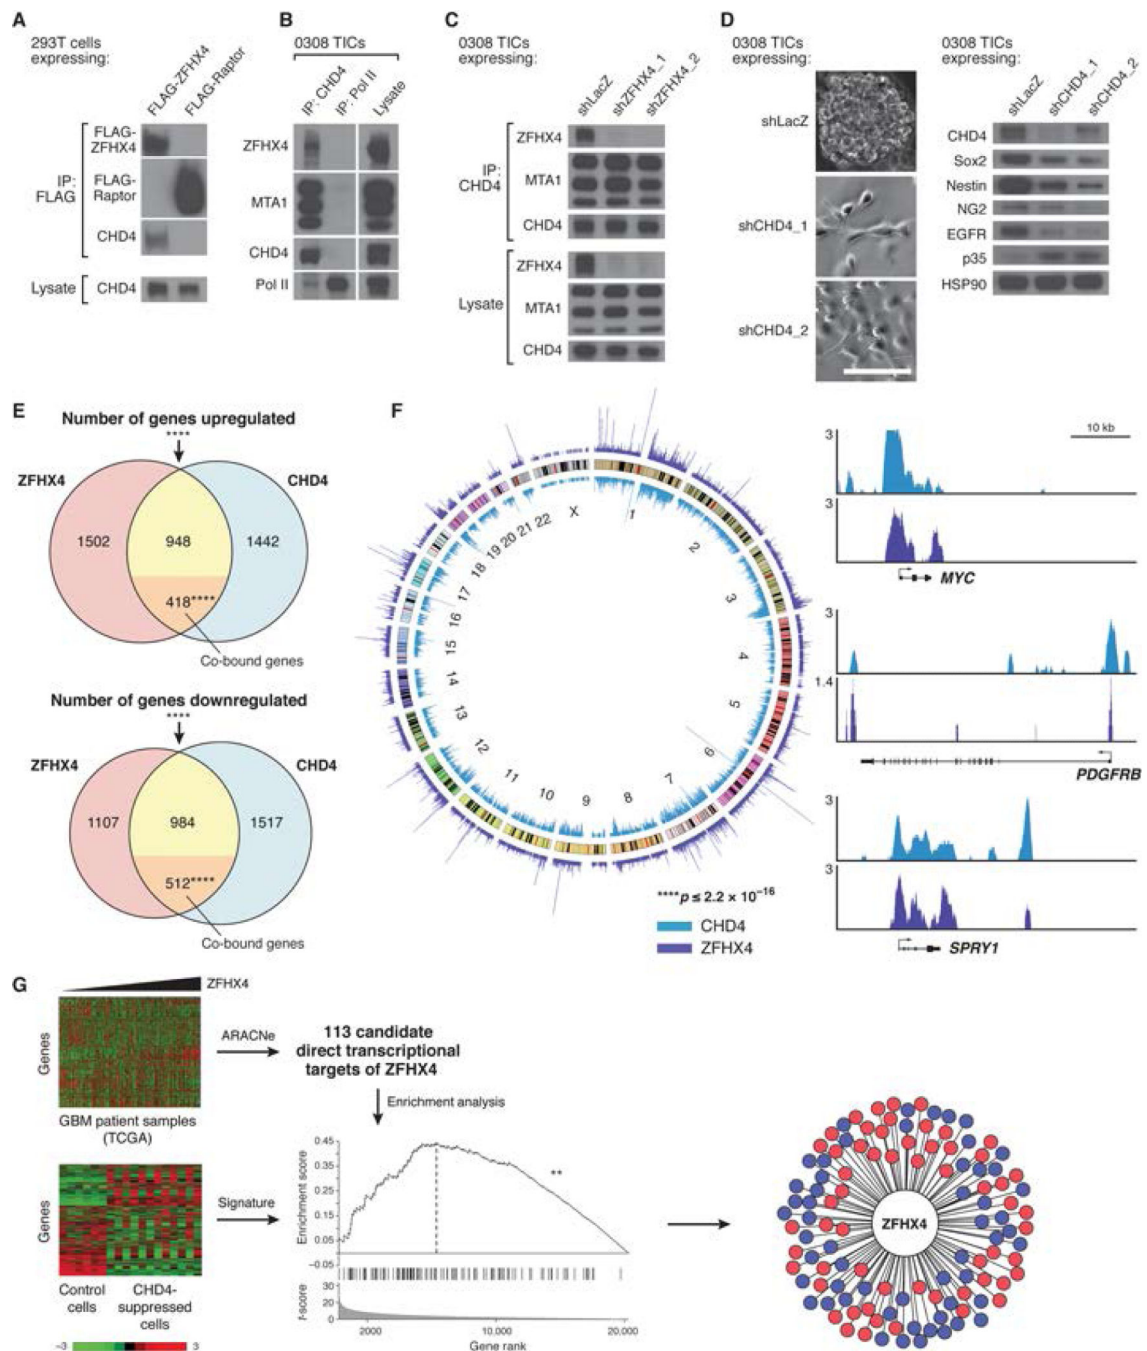 A
293T cells
expressing:
FLAG-ZFHX4
FLAG-Raptor
FLAG-
ZFHX4
IP:
FLAG
FLAG-
Raptor
CHD4
Lysate
CHD4
B
0308 TICs
IP: CHD4
IP: Pol II
Lysate
ZFHX4
MTA1
CHD4
Pol II
C
0308 TICs
expressing:
shLacZ
shZFHX4_1
shZFHX4_2
IP:
CHD4
ZFHX4
MTA1
CHD4
Lysate
ZFHX4
MTA1
CHD4
D
0308 TICs
expressing:
shLacZ
shCHD4_1
shCHD4_2
0308 TICs
expressing:
shLacZ
shCHD4_1
shCHD4_2
CHD4
Sox2
Nestin
NG2
EGFR
p35
HSP90
E
Number of genes upregulated
****
ZFHX4
CHD4
1502
948
1442
418****
Co-bound genes
Number of genes downregulated
****
ZFHX4
CHD4
1107
984
1517
512****
Co-bound genes
F
1
2
3
4
5
6
7
8
9
10
11
12
13
14
15
16
17
18
19
20
21
22
X
****p ≤ 2.2 × 10⁻¹⁶
CHD4
ZFHX4
10 kb
3
3
MYC
3
1.4
PDGFRB
3
3
SPRY1
G
ZFHX4
Genes
GBM patient samples
(TCGA)
ARACNe
113 candidate
direct transcriptional
targets of ZFHX4
Enrichment analysis
Genes
Control
cells
CHD4-
suppressed
cells
-3
3
Signature
Enrichment score
0.45
0.35
0.25
0.15
0.05
-0.05
**
t-score
30
20
0
2000
10,000
20,000
Gene rank
ZFHX4